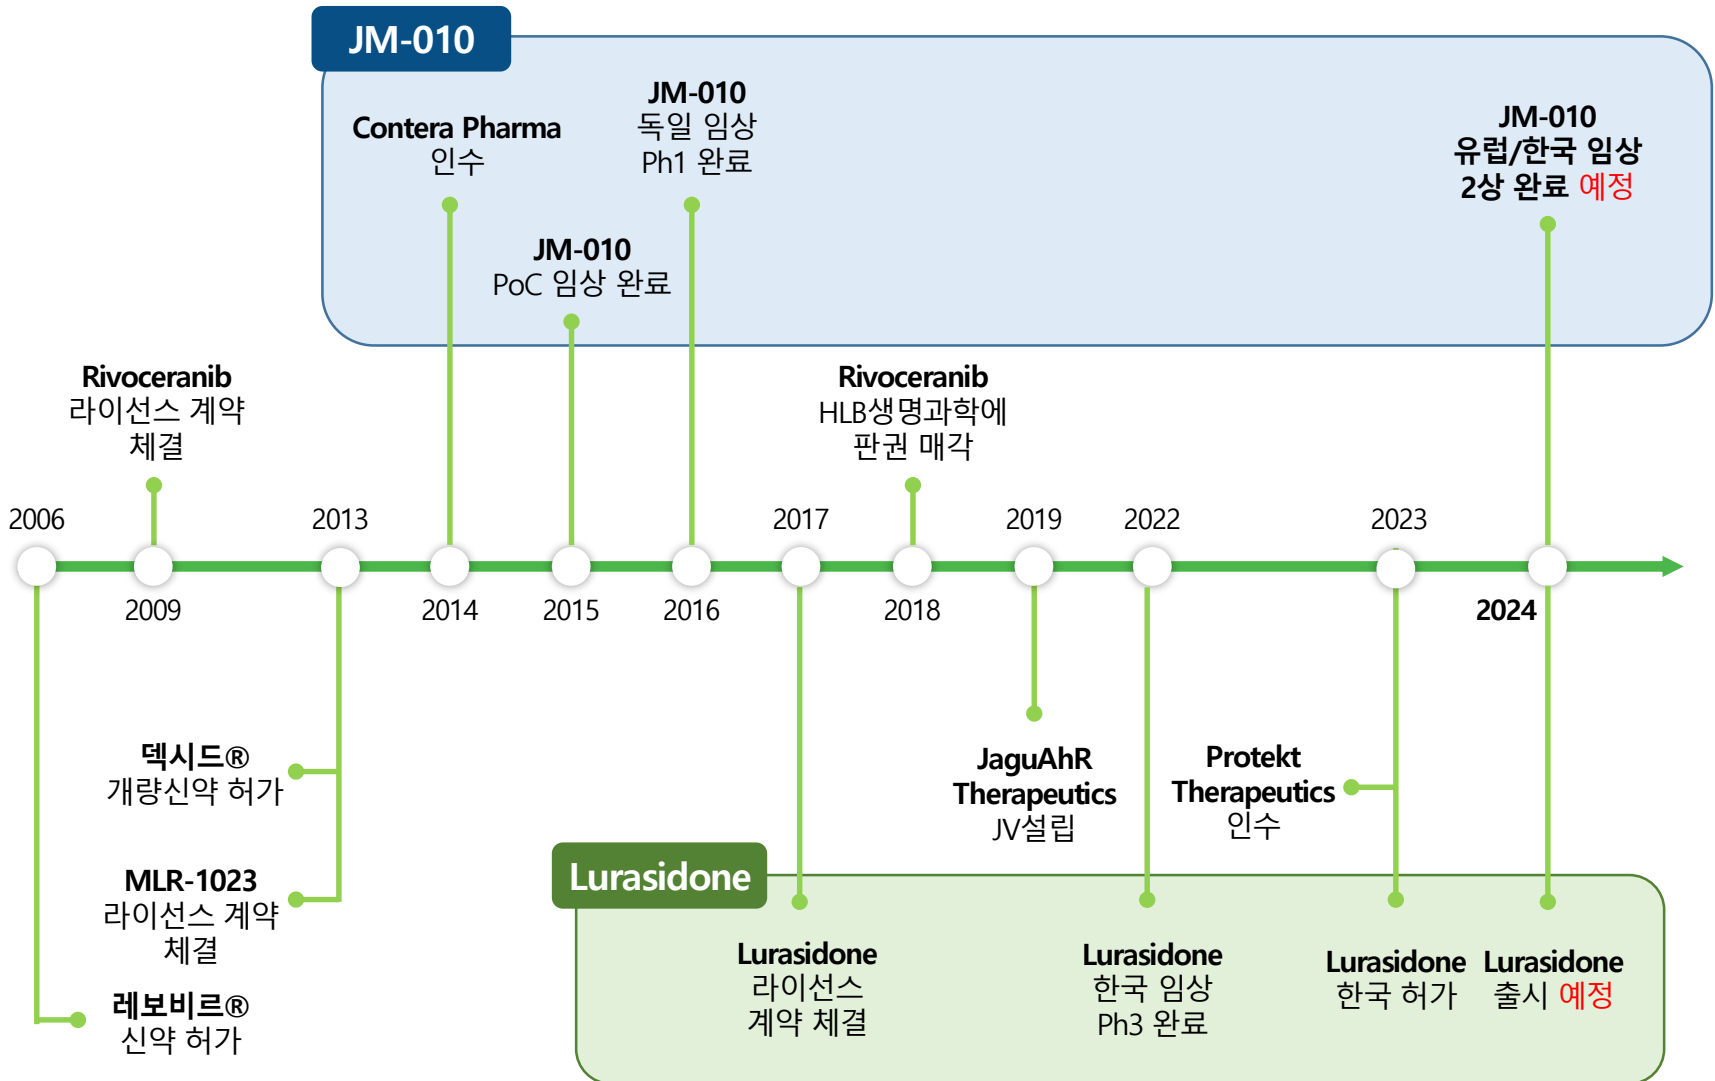 JM-010
Contera Pharma
인수
JM-010
독일 임상
Ph1 완료
JM-010
PoC 임상 완료
JM-010
유럽/한국 임상
2상 완료 예정
Rivoceranib
라이선스 계약
체결
Rivoceranib
HLB생명과학에
판권 매각
2006
2013
2017
2019
2022
2023
2009
2014
2015
2016
2018
2024
덱시드®
개량신약 허가
MLR-1023
라이선스 계약
체결
레보비르®
신약 허가
JaguAhR
Therapeutics
JV설립
Protekt
Therapeutics
인수
Lurasidone
Lurasidone
라이선스
계약 체결
Lurasidone
한국 임상
Ph3 완료
Lurasidone
한국 허가
Lurasidone
출시 예정